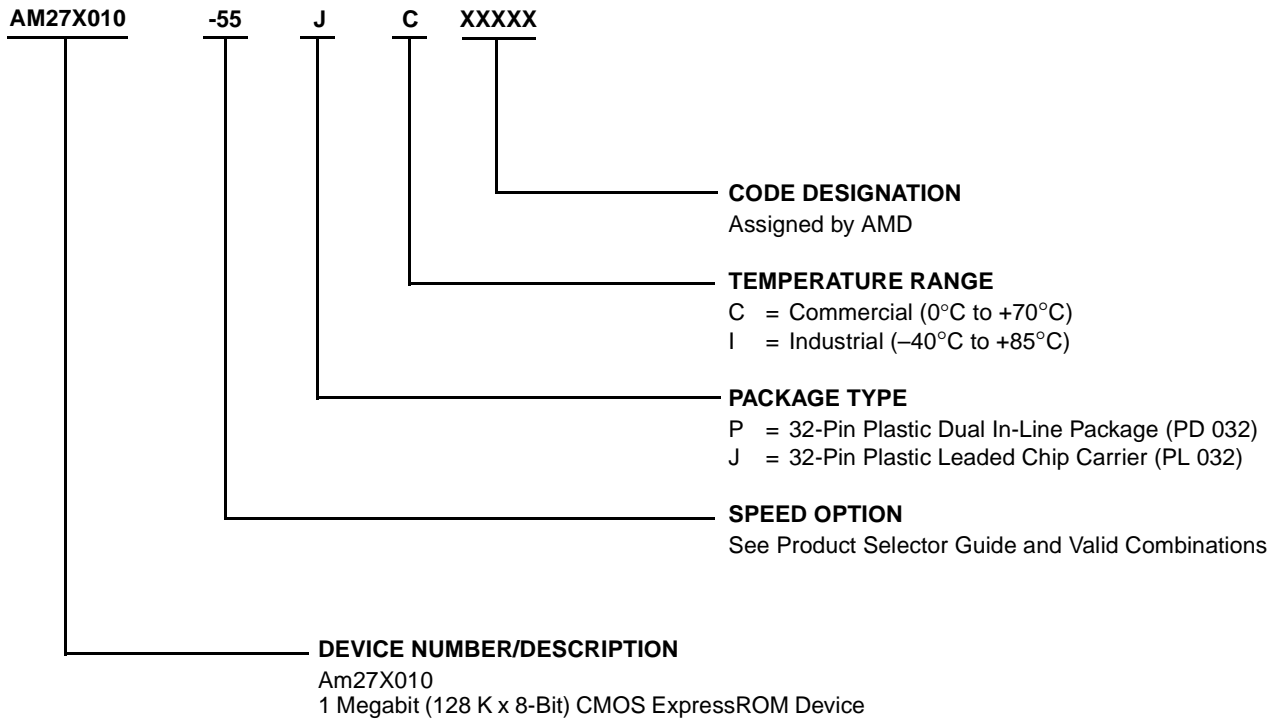 AM27X010 -55 J C XXXXX
CODE DESIGNATION
Assigned by AMD
TEMPERATURE RANGE
C = Commercial (0°C to +70°C)
I = Industrial (–40°C to +85°C)
PACKAGE TYPE
P = 32-Pin Plastic Dual In-Line Package (PD 032)
J = 32-Pin Plastic Leaded Chip Carrier (PL 032)
SPEED OPTION
See Product Selector Guide and Valid Combinations
DEVICE NUMBER/DESCRIPTION
Am27X010
1 Megabit (128 K x 8-Bit) CMOS ExpressROM Device